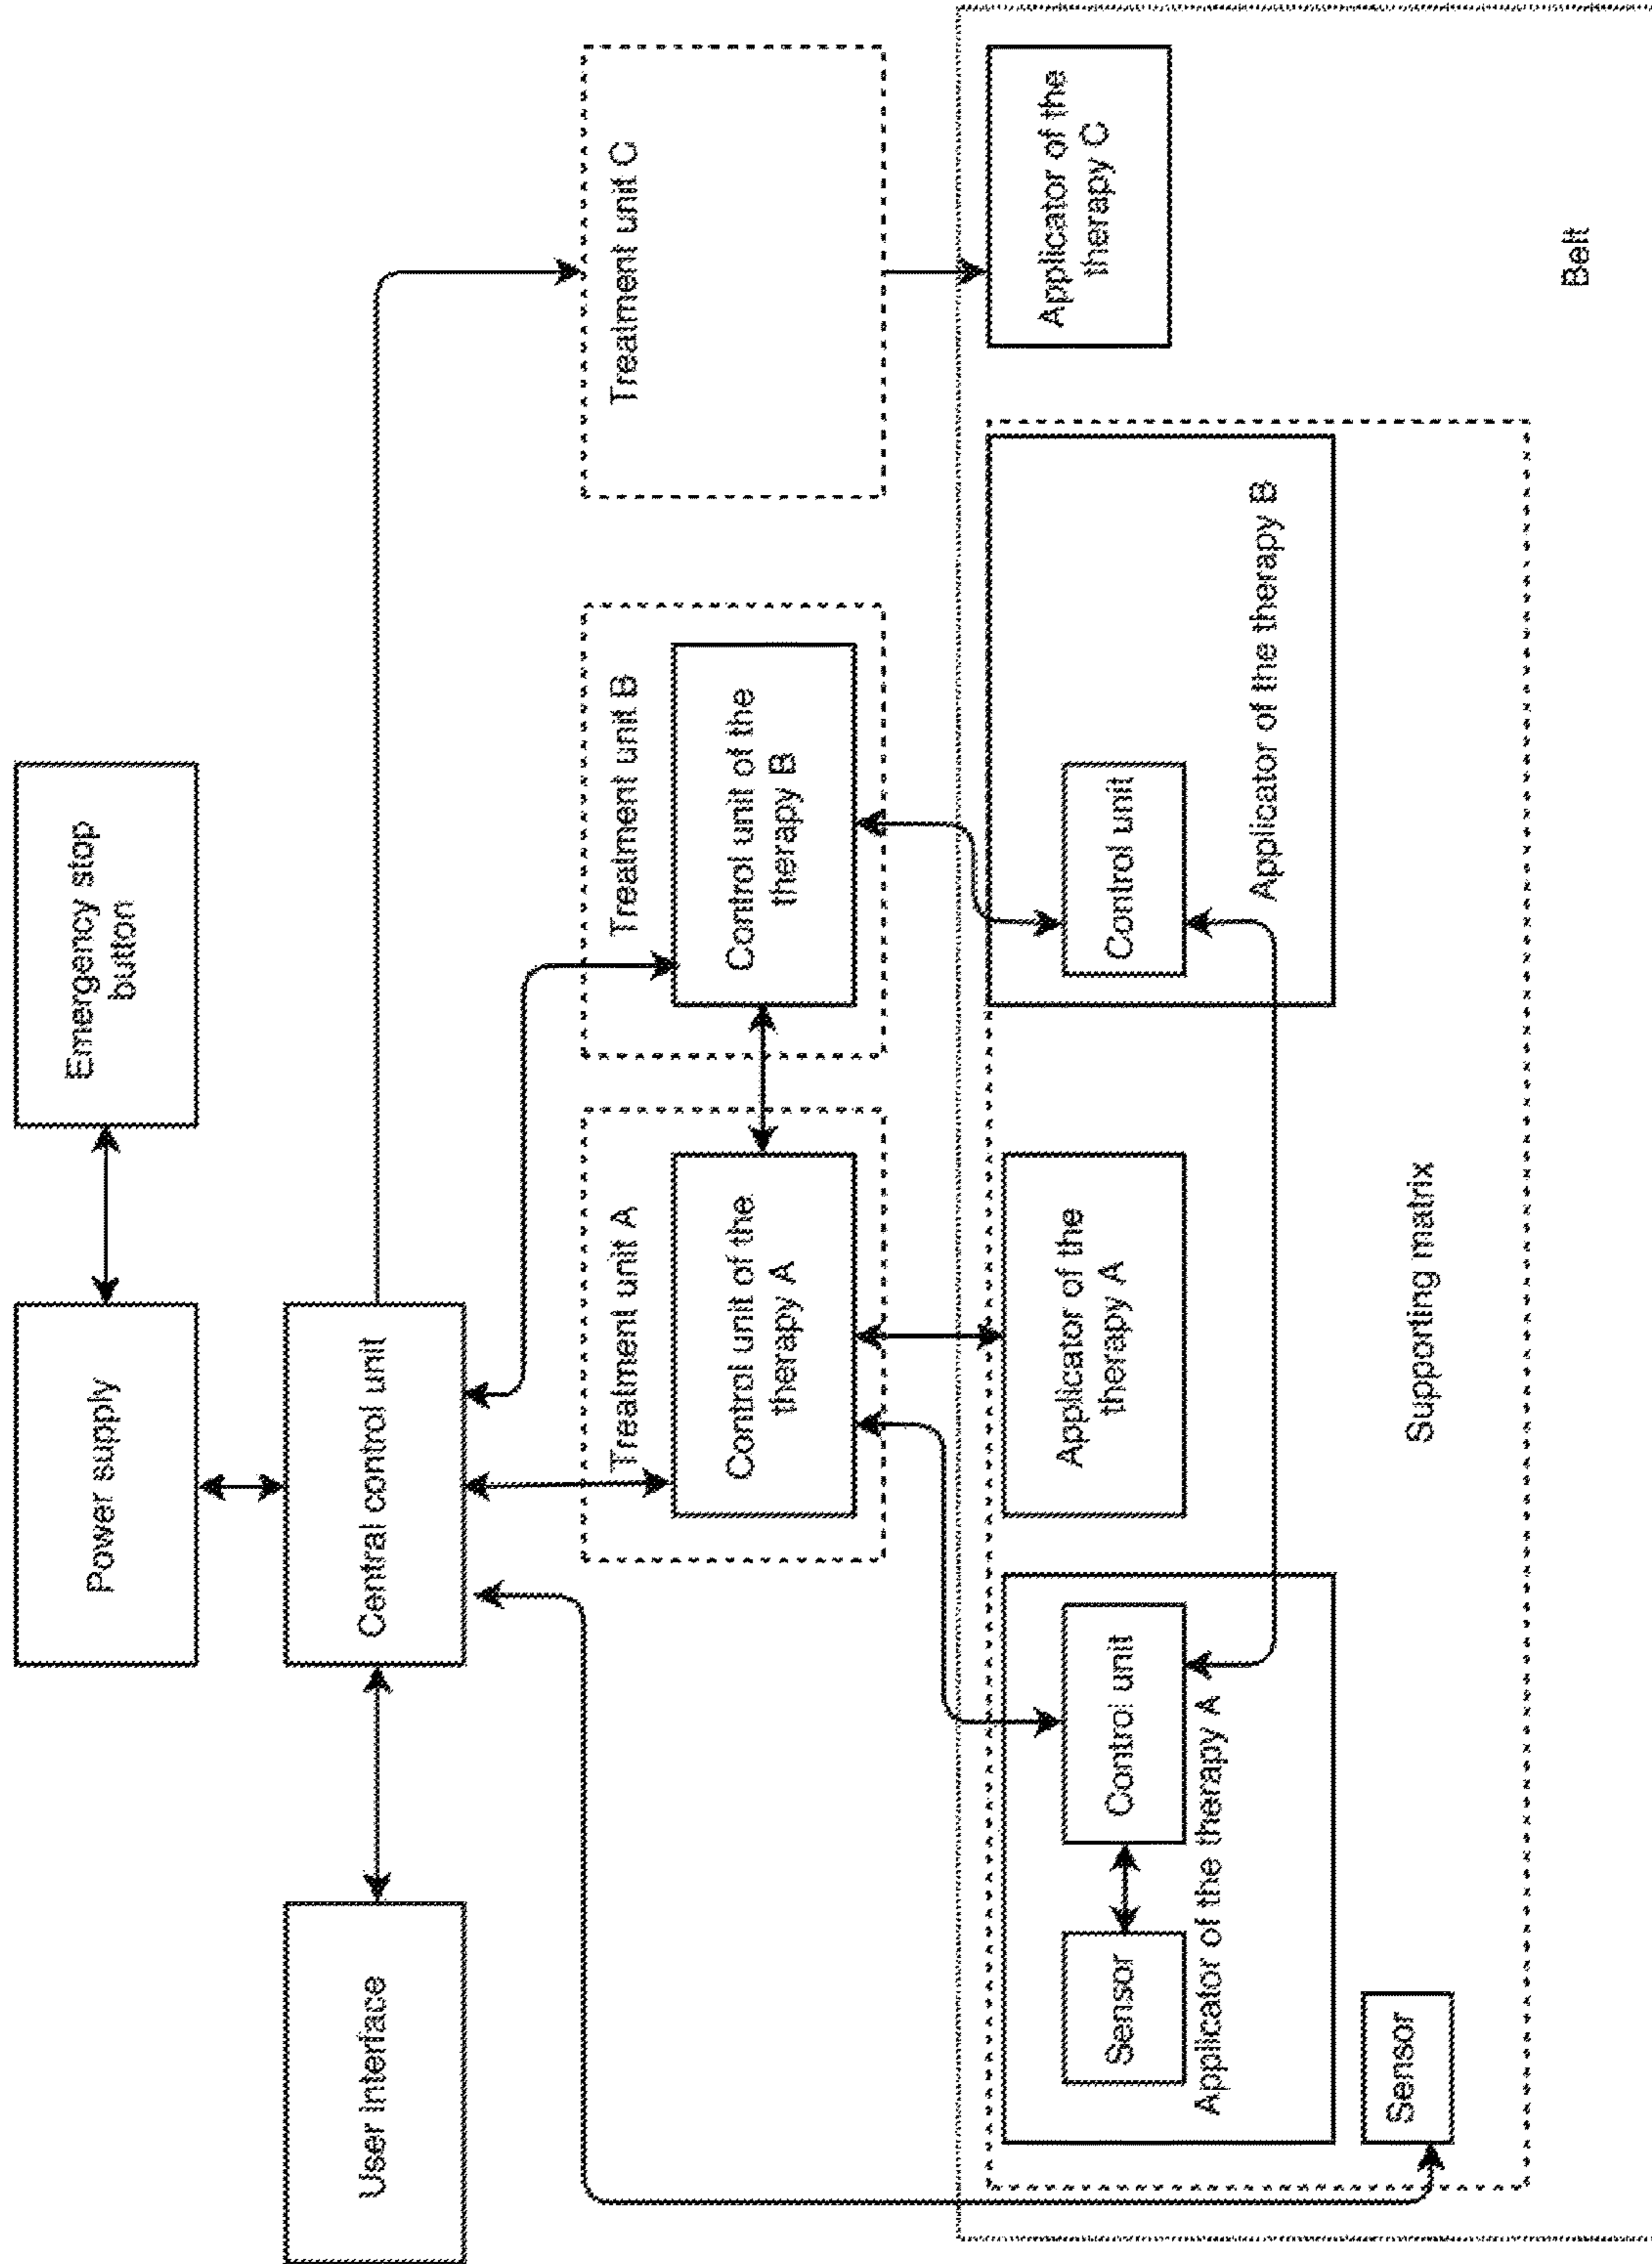 Emergency stop
button
Power supply
User interface
Central control unit
Treatment unit A
Control unit of the
therapy A
Treatment unit B
Control unit of the
therapy B
Treatment unit C
Sensor
Control unit
Applicator of the therapy A
Applicator of the
therapy A
Control unit
Applicator of the therapy B
Applicator of the
therapy C
Sensor
Supporting matrix
Belt